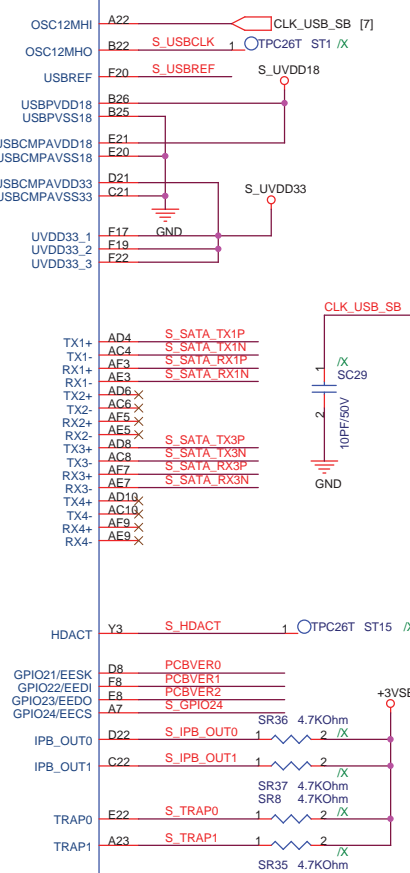 OSC12MHI A22 CLK_USB_SB [7]
OSC12MHO B22 S_USBCLK 1 TPC26T ST1 /X
USBREF F20 S_USBREF
S_UVDD18
USBPVDD18 B26
USBPVSS18 B25
USBCMPAVDD18 E21
USBCMPAVSS18 E20
USBCMPAVDD33 D21
USBCMPAVSS33 C21
S_UVDD33
GND
UVDD33_1 F17
UVDD33_2 F19
UVDD33_3 F22
CLK_USB_SB
TX1+ AD4 S_SATA_TX1P
TX1- AC4 S_SATA_TX1N
RX1+ AF3 S_SATA_RX1P
RX1- AE3 S_SATA_RX1N
1 /X
SC29
2 10PF/50V
GND
TX2+ AD6
TX2- AC6
RX2+ AF5
RX2- AE5
TX3+ AD8 S_SATA_TX3P
TX3- AC8 S_SATA_TX3N
RX3+ AF7 S_SATA_RX3P
RX3- AE7 S_SATA_RX3N
TX4+ AD10
TX4- AC10
RX4+ AF9
RX4- AE9
HDACT Y3 S_HDACT 1 TPC26T ST15 /X
GPIO21/EESK D8 PCBVER0
GPIO22/EEDI F8 PCBVER1
GPIO23/EEDO E8 PCBVER2
GPIO24/EECS A7 S_GPIO24
+3VSB
SR36 4.7KOhm
IPB_OUT0 D22 S_IPB_OUT0 1 2 /X
IPB_OUT1 C22 S_IPB_OUT1 1 2 /X
SR37 4.7KOhm
SR8 4.7KOhm
TRAP0 E22 S_TRAP0 1 2 /X
TRAP1 A23 S_TRAP1 1 2 /X
SR35 4.7KOhm